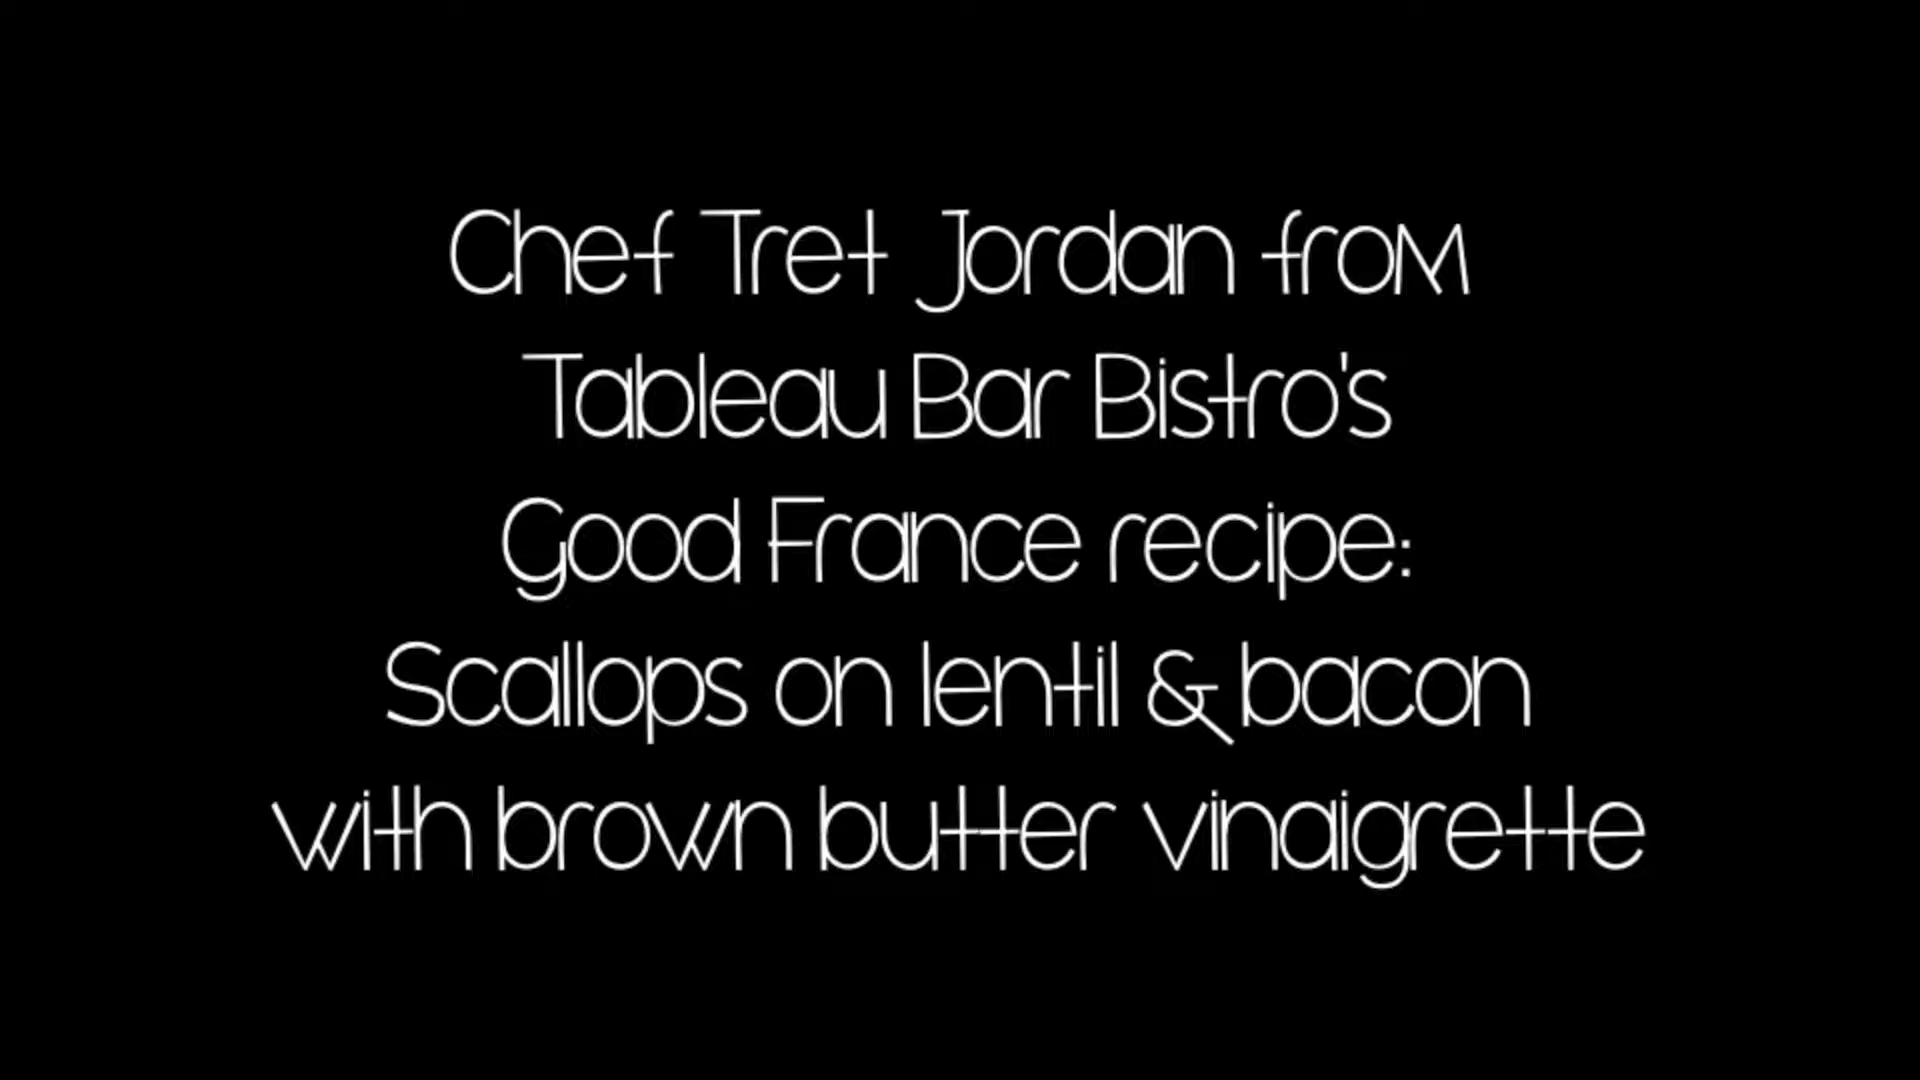 Chef Tret Jordan from
Tableau Bar Bistro's
Good France recipe:
Scallops on lentil & bacon
with brown butter vinaigrette